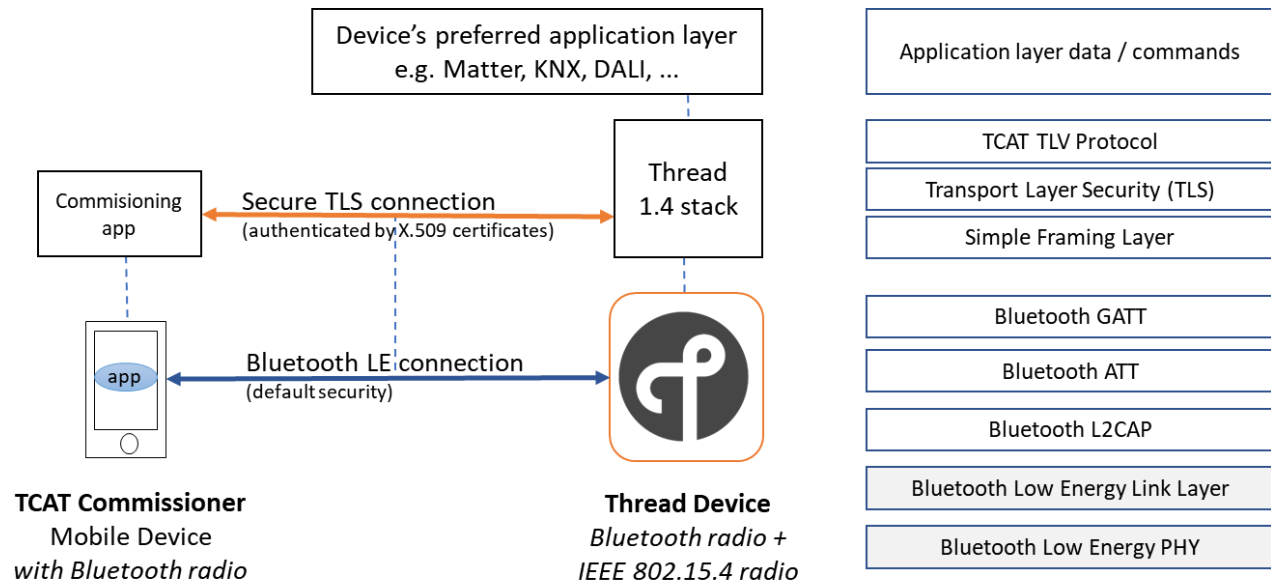 Device's preferred application layer
e.g. Matter, KNX, DALI, ...
Application layer data / commands
TCAT TLV Protocol
Transport Layer Security (TLS)
Simple Framing Layer
Commisioning
app
Secure TLS connection
(authenticated by X.509 certificates)
Thread
1.4 stack
Bluetooth GATT
Bluetooth ATT
Bluetooth L2CAP
Bluetooth Low Energy Link Layer
Bluetooth Low Energy PHY
app
Bluetooth LE connection
(default security)
TCAT Commissioner
Mobile Device
with Bluetooth radio
Thread Device
Bluetooth radio +
IEEE 802.15.4 radio